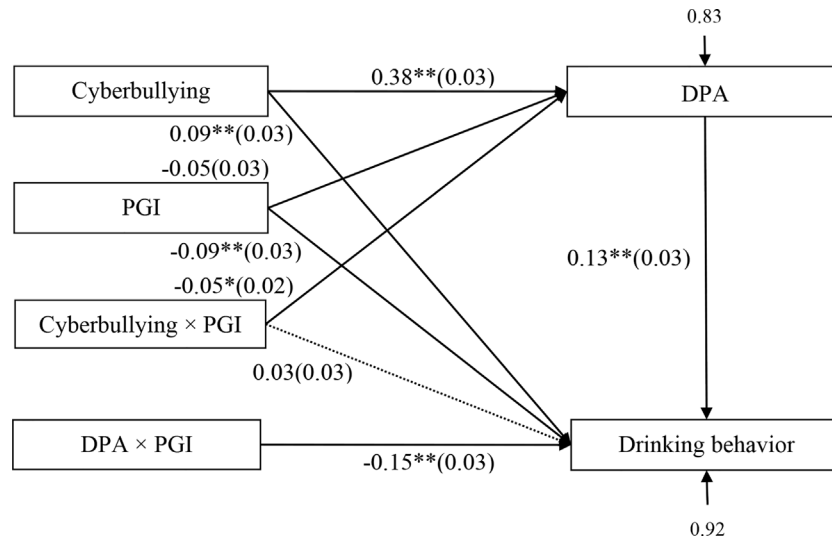 0.83
Cyberbullying
0.38**(0.03)
DPA
0.09**(0.03)
-0.05(0.03)
PGI
-0.09**(0.03)
0.13**(0.03)
-0.05*(0.02)
Cyberbullying × PGI
0.03(0.03)
DPA × PGI
-0.15**(0.03)
Drinking behavior
0.92